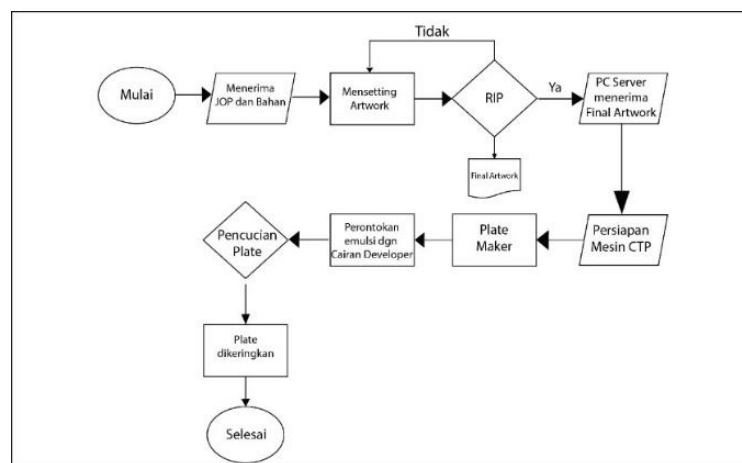 Tidak
Mulai
Menerima
JOP dan Bahan
Mensetting
Artwork
RIP
Ya
PC Server
menerima
Final Artwork
Final Artwork
Pencucian
Plate
Perontokan
emulsi dgn
Cairan Developer
Plate
Maker
Persiapan
Mesin CTP
Plate
dikeringkan
Selesai